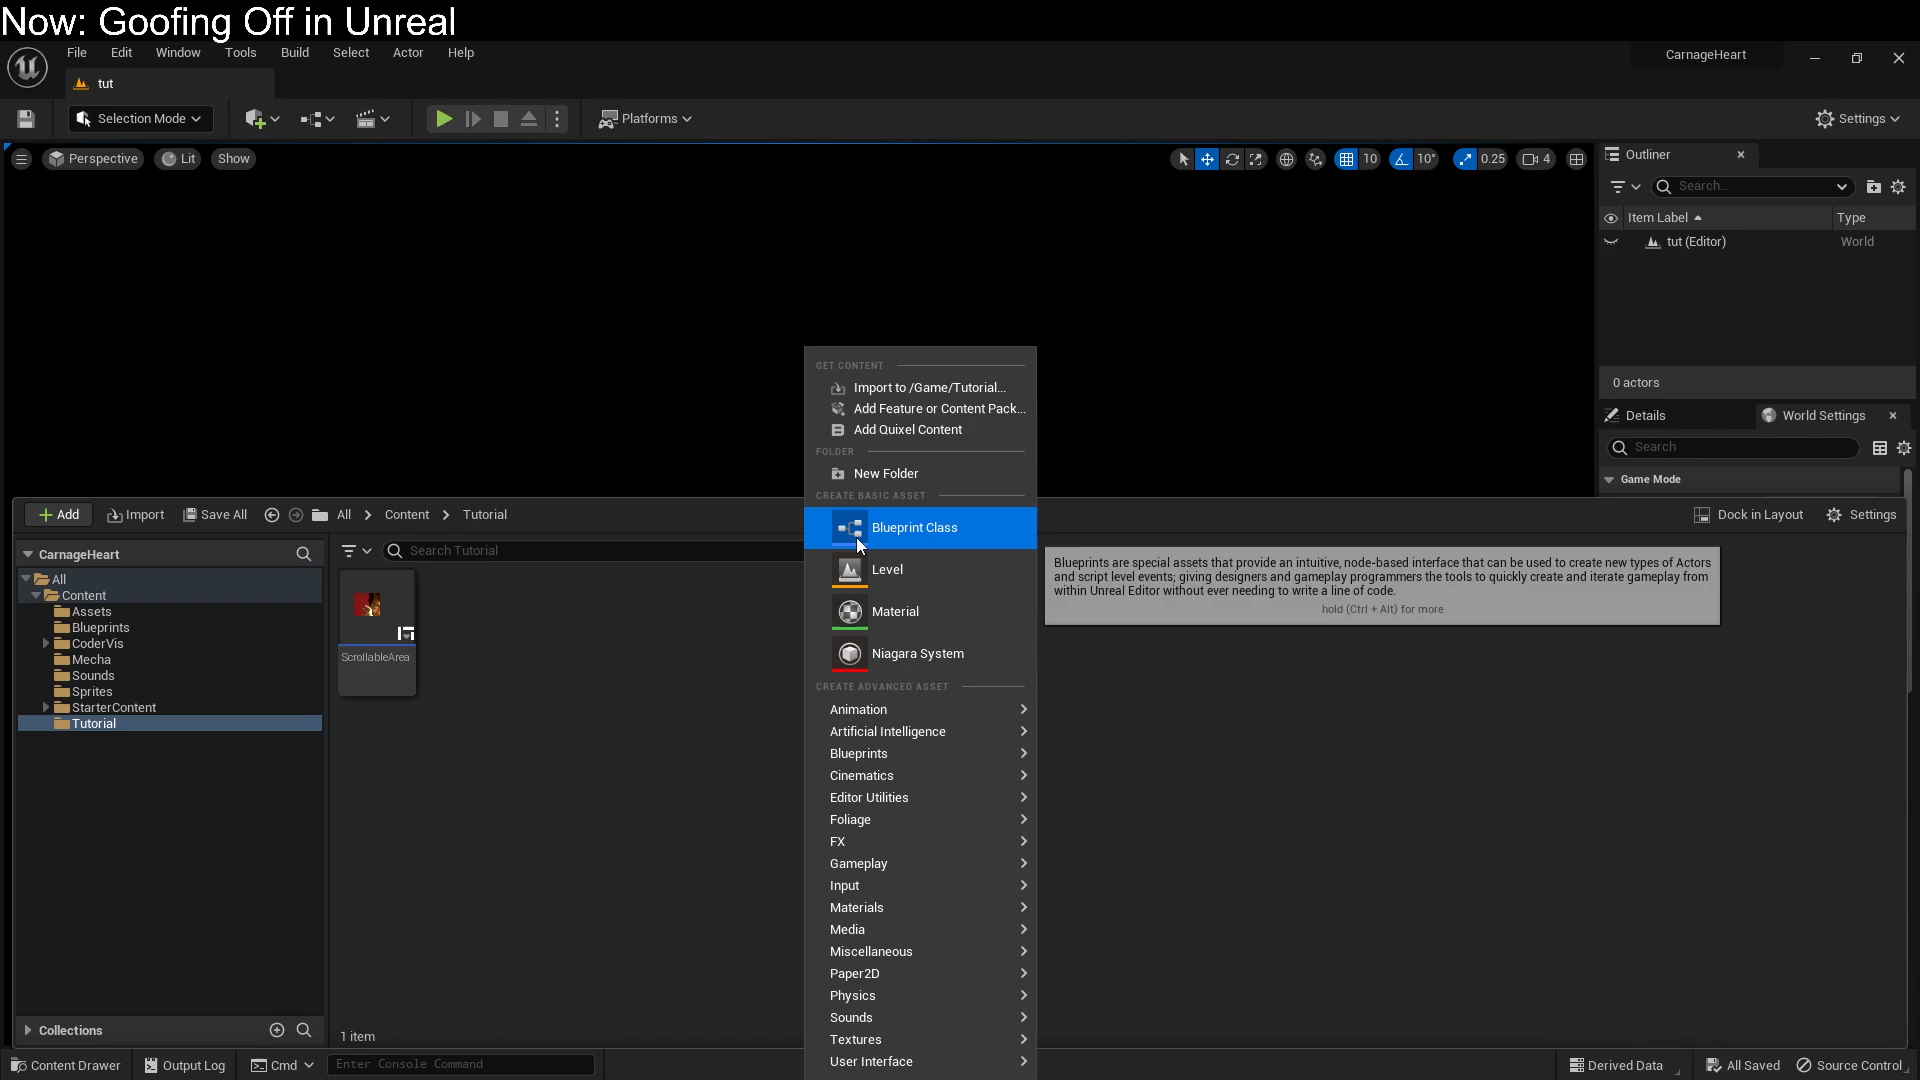 Now: Goofing Off in Unreal
File Edit Window Tools Build Select Actor Help
CarnageHeart
tut
Selection Mode
Platforms
Settings
Perspective Lit Show
10 10° 0.25 4
Outliner
Search...
Item Label Type
tut (Editor) World
0 actors
Details World Settings
Search
Game Mode
GET CONTENT
Import to /Game/Tutorial...
Add Feature or Content Pack...
Add Quixel Content
FOLDER
New Folder
CREATE BASIC ASSET
Blueprint Class
Level
Material
Niagara System
CREATE ADVANCED ASSET
Animation
Artificial Intelligence
Blueprints
Cinematics
Editor Utilities
Foliage
FX
Gameplay
Input
Materials
Media
Miscellaneous
Paper2D
Physics
Sounds
Textures
User Interface
Blueprints are special assets that provide an intuitive, node-based interface that can be used to create new types of Actors
and script level events; giving designers and gameplay programmers the tools to quickly create and iterate gameplay from
within Unreal Editor without ever needing to write a line of code.
hold (Ctrl + Alt) for more
Add Import Save All All Content Tutorial
Dock in Layout Settings
CarnageHeart
Search Tutorial
All
Content
Assets
Blueprints
CoderVis
Mecha
Sounds
Sprites
StarterContent
Tutorial
ScrollableArea
Collections
1 item
Content Drawer Output Log Cmd Enter Console Command
Derived Data All Saved Source Control